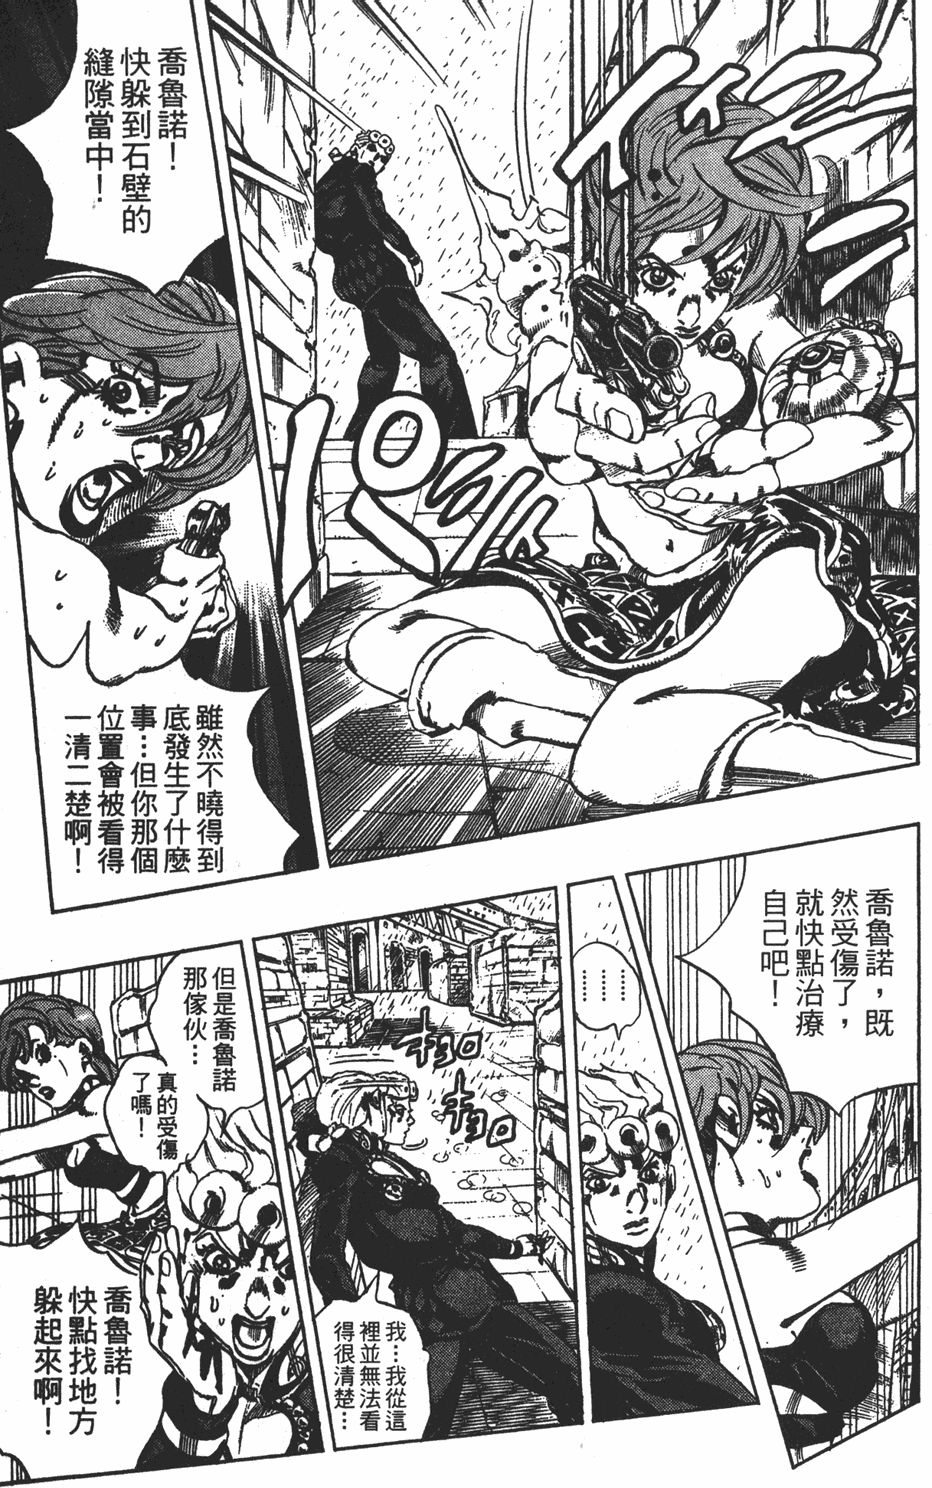 喬魯諾！
快躲到石壁的
縫隙當中！
雖然不曉得到
底發生了什麼
事…但你那個
位置會被看得
一清二楚啊！
喬魯諾，既
然受傷了，
就快點治療
自己吧！
………
………
我…我從這
裡並無法看
得很清楚…
但是喬魯諾
那傢伙…
真的受傷
了嗎！
喬魯諾！
快點找地方
躲起來啊！